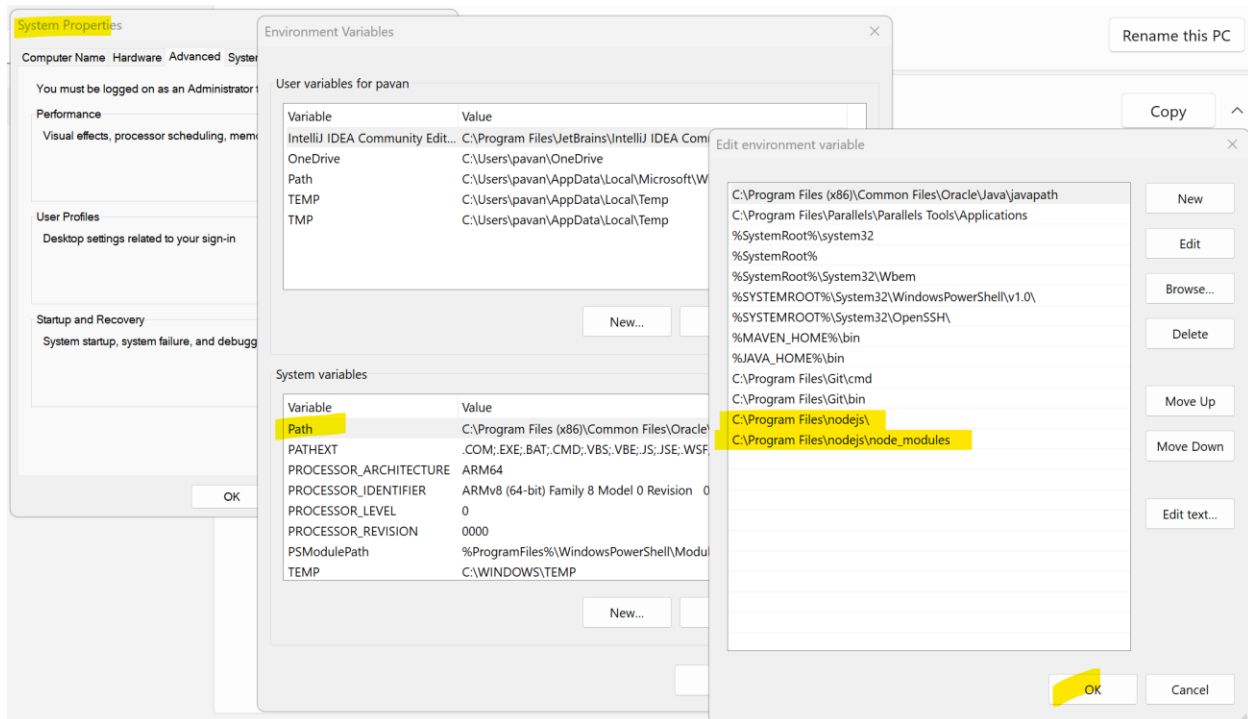 System Properties
Computer Name Hardware Advanced System
You must be logged on as an Administrator
Performance
Visual effects, processor scheduling, mem
User Profiles
Desktop settings related to your sign-in
Startup and Recovery
System startup, system failure, and debugg
OK
Environment Variables
User variables for pavan
Variable Value
IntelliJ IDEA Community Edit... C:\Program Files\JetBrains\IntelliJ IDEA Com
OneDrive C:\Users\pavan\OneDrive
Path C:\Users\pavan\AppData\Local\Microsoft\W
TEMP C:\Users\pavan\AppData\Local\Temp
TMP C:\Users\pavan\AppData\Local\Temp
New...
System variables
Variable Value
Path C:\Program Files (x86)\Common Files\Oracle\
PATHEXT .COM;.EXE;.BAT;.CMD;.VBS;.VBE;.JS;.JSE;.WSF;
PROCESSOR_ARCHITECTURE ARM64
PROCESSOR_IDENTIFIER ARMv8 (64-bit) Family 8 Model 0 Revision 0
PROCESSOR_LEVEL 0
PROCESSOR_REVISION 0000
PSModulePath %ProgramFiles%\WindowsPowerShell\Modul
TEMP C:\WINDOWS\TEMP
New...
Rename this PC
Copy
Edit environment variable
C:\Program Files (x86)\Common Files\Oracle\Java\javapath
C:\Program Files\Parallels\Parallels Tools\Applications
%SystemRoot%\system32
%SystemRoot%
%SystemRoot%\System32\Wbem
%SYSTEMROOT%\System32\WindowsPowerShell\v1.0\
%SYSTEMROOT%\System32\OpenSSH\
%MAVEN_HOME%\bin
%JAVA_HOME%\bin
C:\Program Files\Git\cmd
C:\Program Files\Git\bin
C:\Program Files\nodejs\
C:\Program Files\nodejs\node_modules
New
Edit
Browse...
Delete
Move Up
Move Down
Edit text...
OK
Cancel